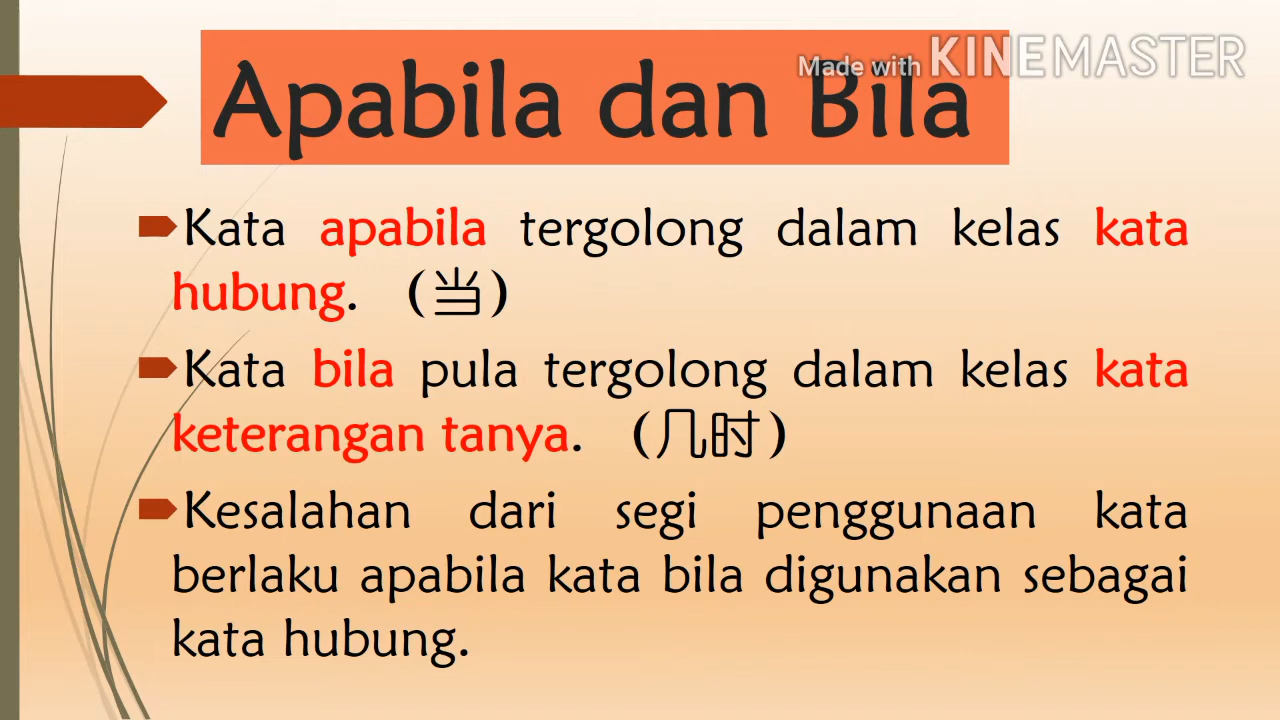 Made with KINEMASTER
Apabila dan Bila
Kata apabila tergolong dalam kelas kata
hubung. (当)
Kata bila pula tergolong dalam kelas kata
keterangan tanya. (几时)
Kesalahan dari segi penggunaan kata
berlaku apabila kata bila digunakan sebagai
kata hubung.